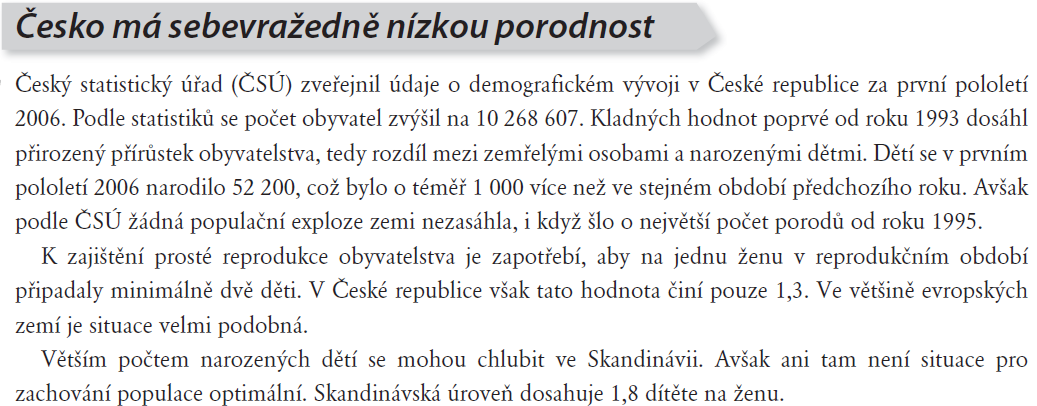 Česko má sebevražedně nízkou porodnost
Český statistický úřad (ČSÚ) zveřejnil údaje o demografickém vývoji v České republice za první pololetí
2006. Podle statistiků se počet obyvatel zvýšil na 10 268 607. Kladných hodnot poprvé od roku 1993 dosáhl
přirozený přírůstek obyvatelstva, tedy rozdíl mezi zemřelými osobami a narozenými dětmi. Dětí se v prvním
pololetí 2006 narodilo 52 200, což bylo o téměř 1 000 více než ve stejném období předchozího roku. Avšak
podle ČSÚ žádná populační exploze zemi nezasáhla, i když šlo o největší počet porodů od roku 1995.
K zajištění prosté reprodukce obyvatelstva je zapotřebí, aby na jednu ženu v reprodukčním období
připadaly minimálně dvě děti. V České republice však tato hodnota činí pouze 1,3. Ve většině evropských
zemí je situace velmi podobná.
Větším počtem narozených dětí se mohou chlubit ve Skandinávii. Avšak ani tam není situace pro
zachování populace optimální. Skandinávská úroveň dosahuje 1,8 dítěte na ženu.